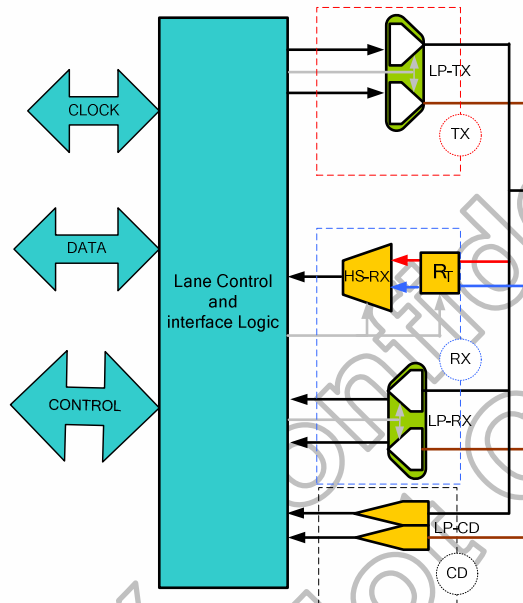 LP-TX
TX
CLOCK
DATA
Lane Control
and
interface Logic
HS-RX
RT
RX
CONTROL
LP-RX
LP-CD
CD